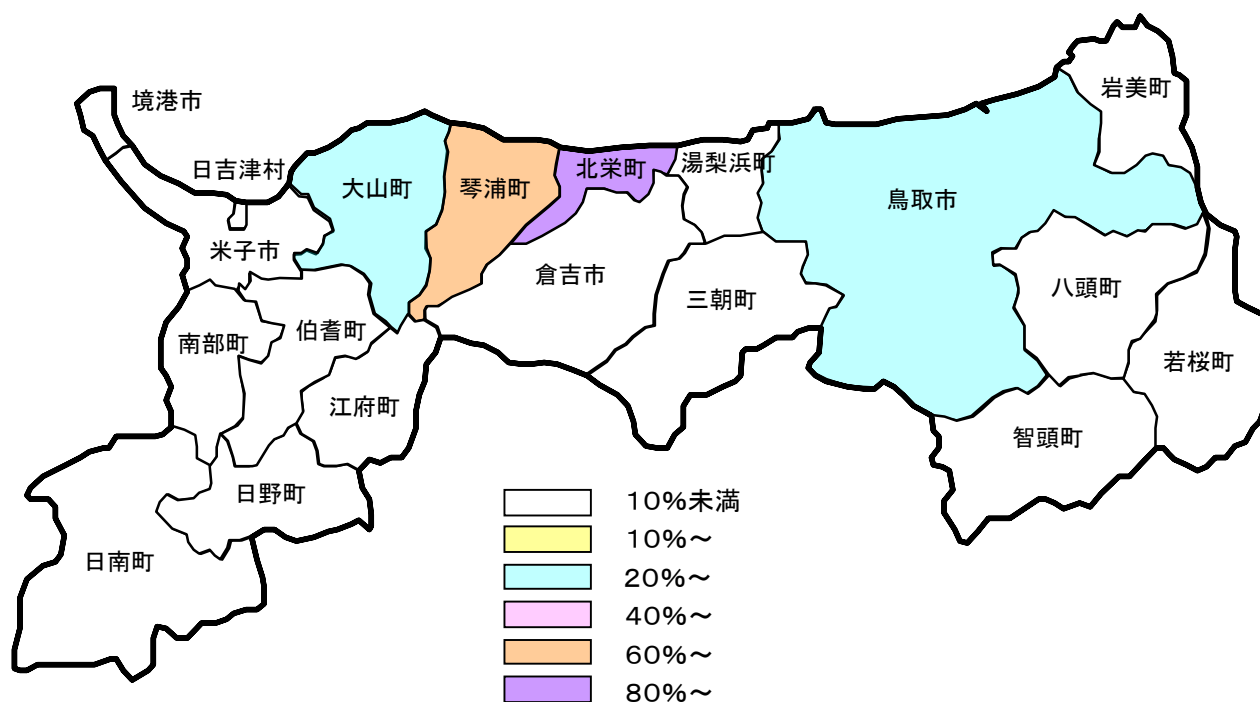 岩美町
境港市
日吉津村
大山町
琴浦町
北栄町
湯梨浜町
鳥取市
米子市
倉吉市
三朝町
八頭町
南部町
伯耆町
若桜町
江府町
智頭町
日野町
日南町
10%未満
10%～
20%～
40%～
60%～
80%～